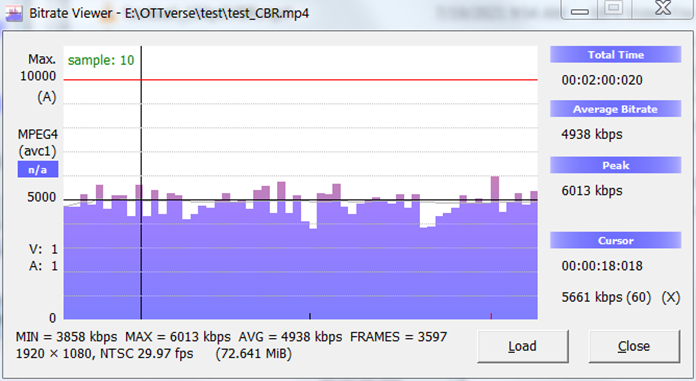 Bitrate Viewer - E:\OTTverse\test\test_CBR.mp4
Max.
10000
(A)
MPEG4
(avc1)
n/a
5000
V: 1
A: 1
0
sample: 10
Total Time
00:02:00:020
Average Bitrate
4938 kbps
Peak
6013 kbps
Cursor
00:00:18:018
5661 kbps (60) (X)
MIN = 3858 kbps MAX = 6013 kbps AVG = 4938 kbps FRAMES = 3597
1920 × 1080, NTSC 29.97 fps (72.641 MiB)
Load
Close